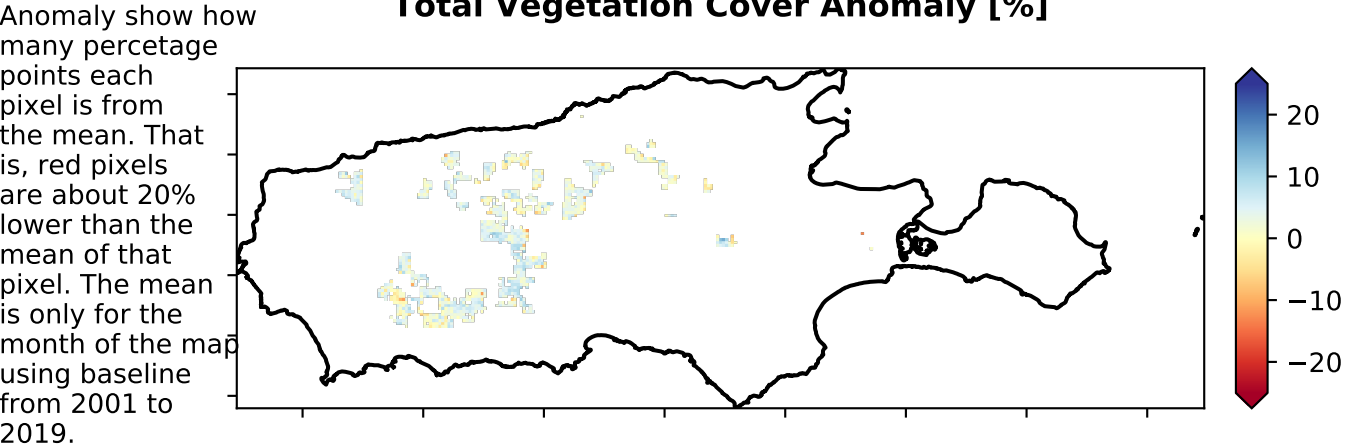 Total Vegetation Cover Anomaly [%]
Anomaly show how
many percetage
points each
pixel is from
the mean. That
is, red pixels
are about 20%
lower than the
mean of that
pixel. The mean
is only for the
month of the map
using baseline
from 2001 to
2019.
20
10
0
−10
−20